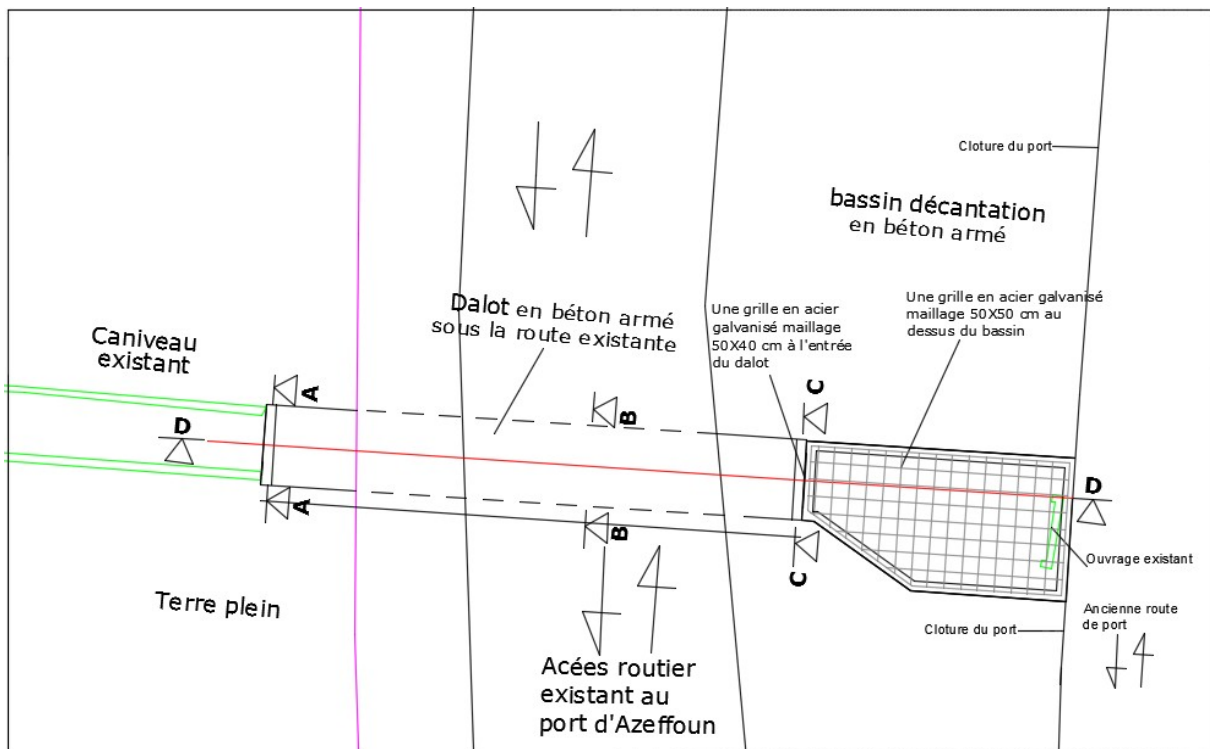 Cloture du port
bassin décantation
en béton armé
Dalot en béton armé
sous la route existante
Une grille en acier
galvanisé maillage
50X40 cm à l'entrée
du dalot
Une grille en acier galvanisé
maillage 50X50 cm au
dessus du bassin
Caniveau
existant
A
B
C
D
D
A
B
C
Ouvrage existant
Terre plein
Ancienne route
de port
Cloture du port
Acées routier
existant au
port d'Azeffoun